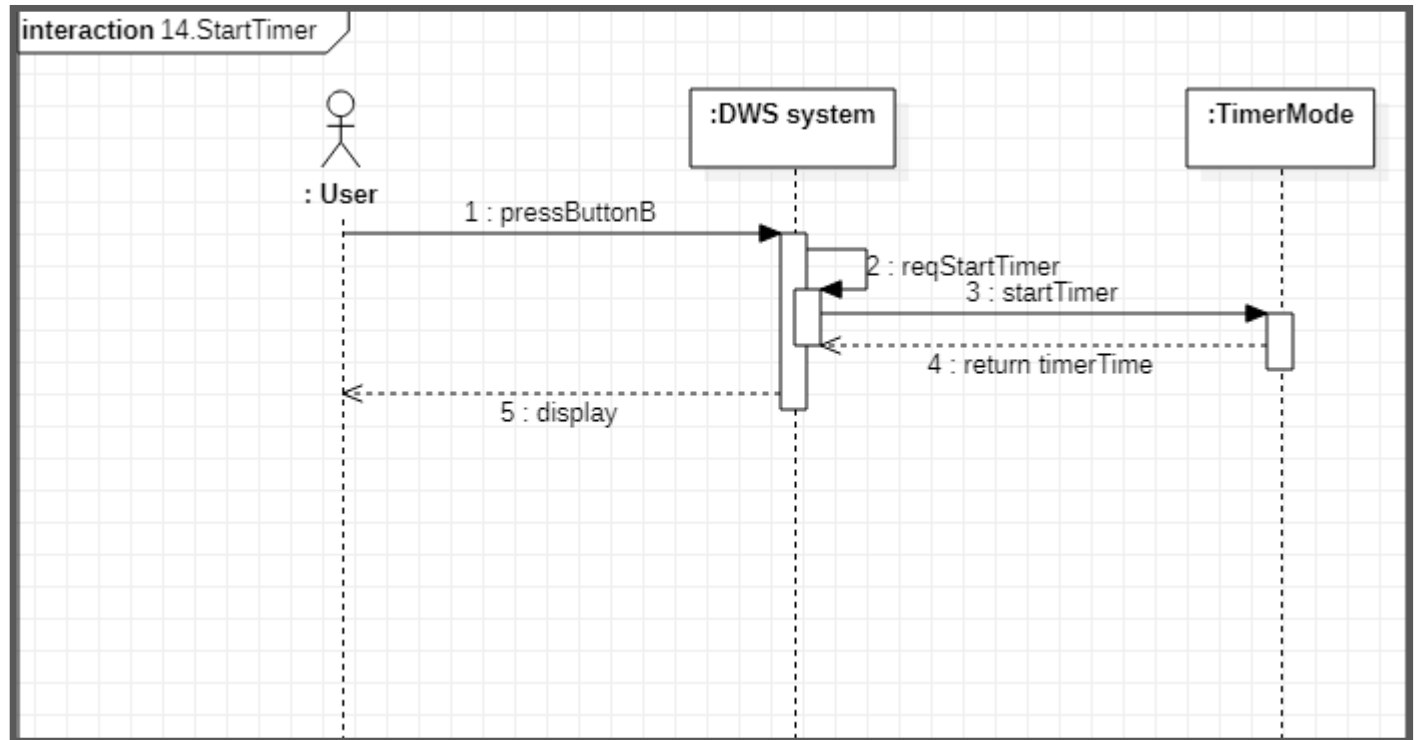 interaction 14.StartTimer
:DWS system
:TimerMode
: User
1 : pressButtonB
2 : reqStartTimer
3 : startTimer
4 : return timerTime
5 : display